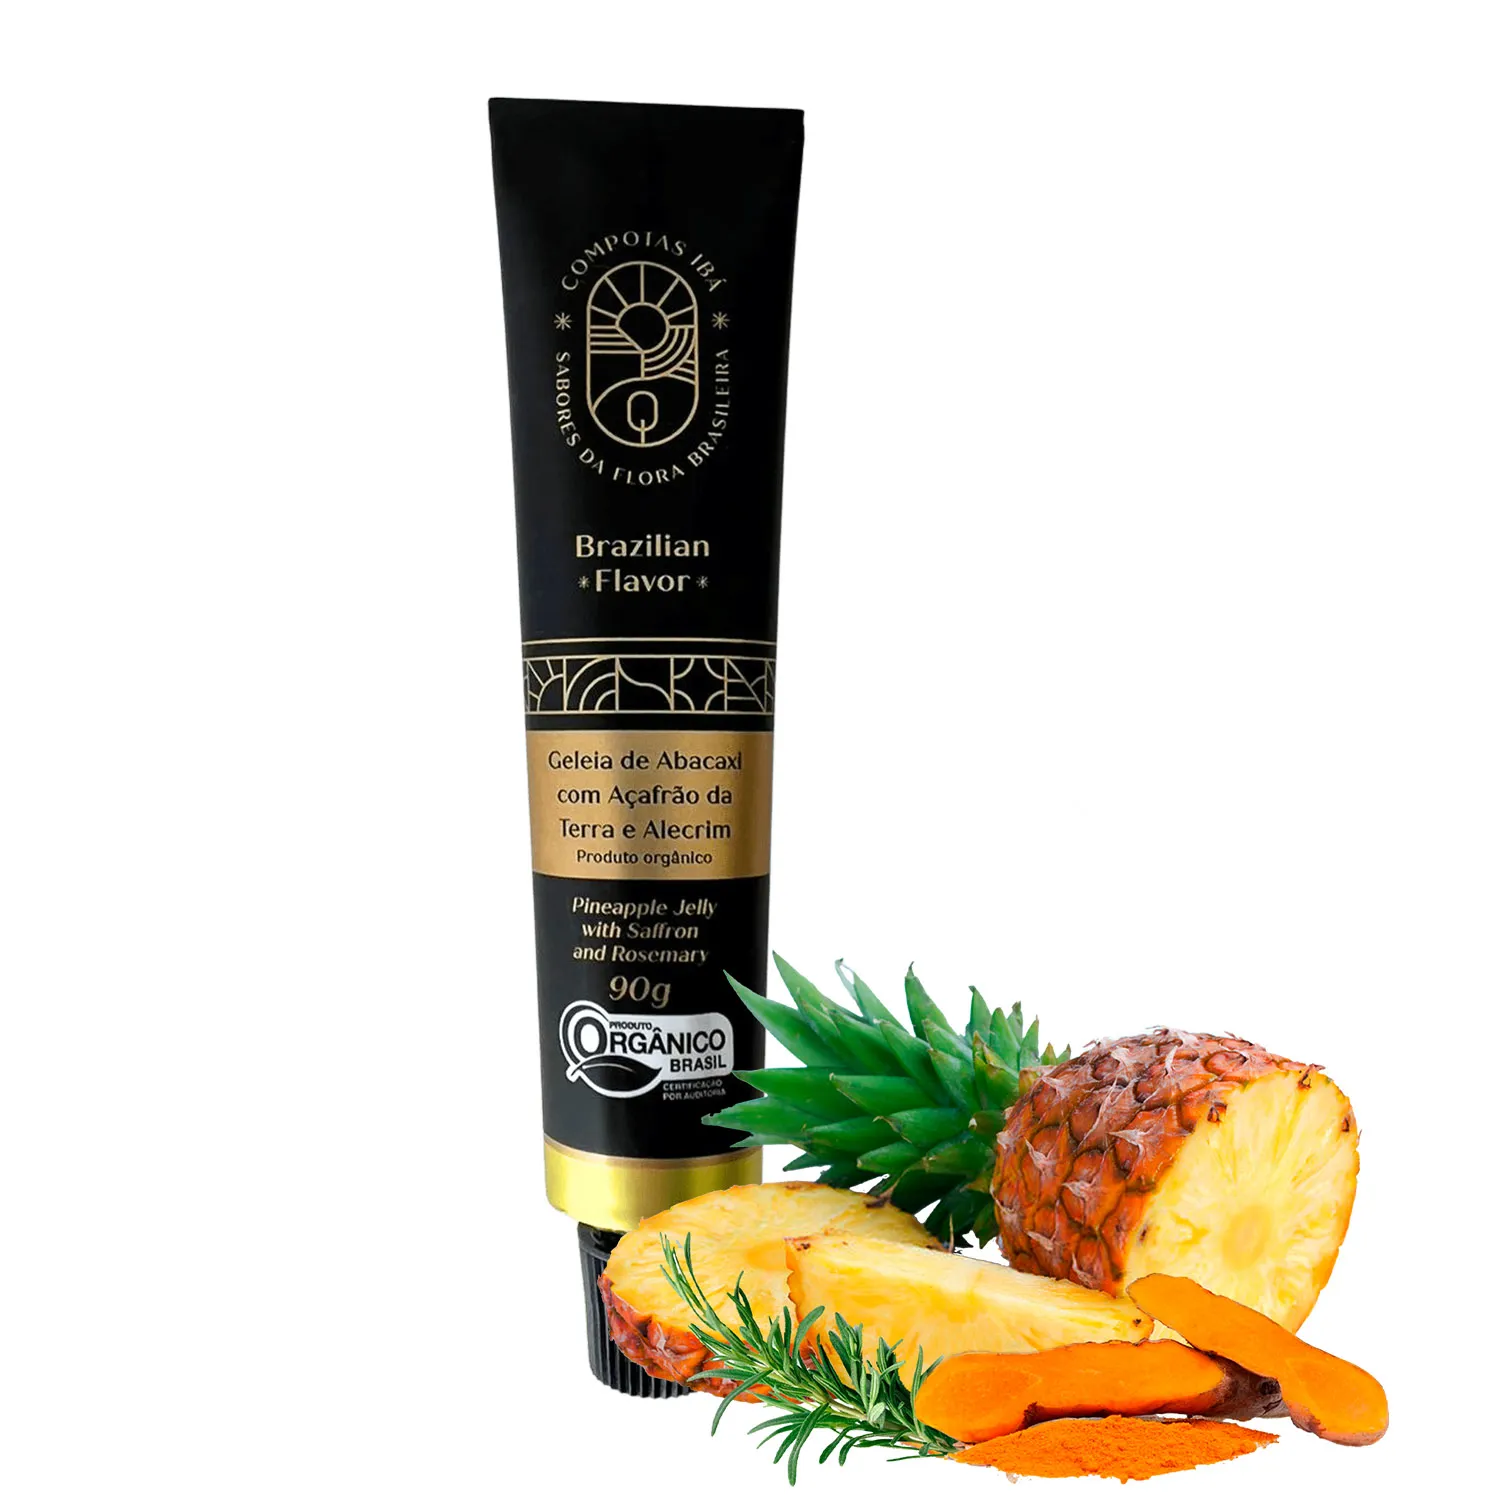 COMPOTAS IBÁ
SABORES DA FLORA BRASILEIRA
Brazilian
Flavor
Geleia de Abacaxi
com Açafrão da
Terra e Alecrim
Produto orgânico
Pineapple Jelly
with Saffron
and Rosemary
90g
PRODUTO
ORGÂNICO
BRASIL
CERTIFICAÇÃO
POR AUDITORIA